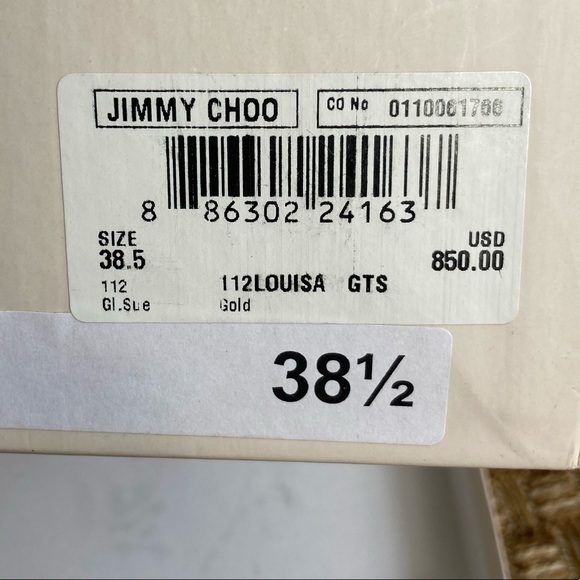 JIMMY CHOO CO No 0110061766
8 86302 24163
SIZE USD
38.5 850.00
112 112LOUISA GTS
Gl.Sue Gold
38½